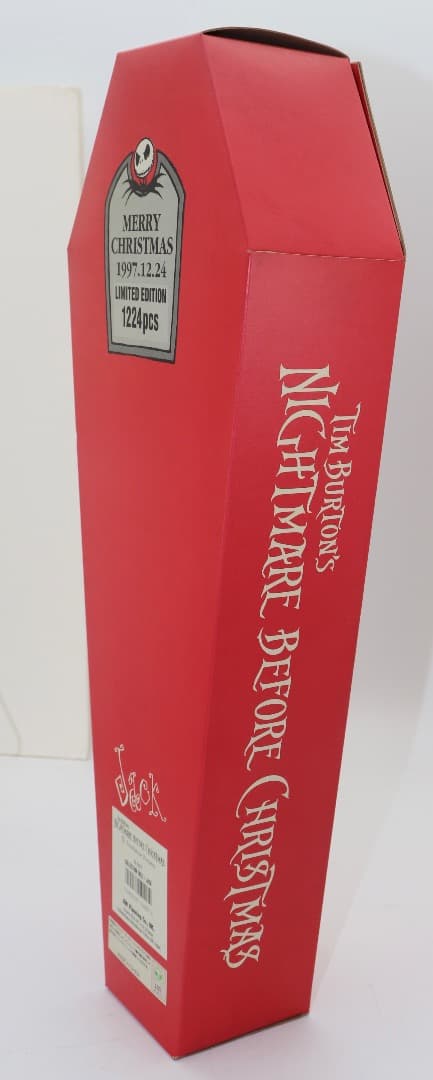 MERRY
CHRISTMAS
1997.12.24
LIMITED EDITION
1224pcs
TIM BURTON'S
NIGHTMARE BEFORE CHRISTMAS
Jack